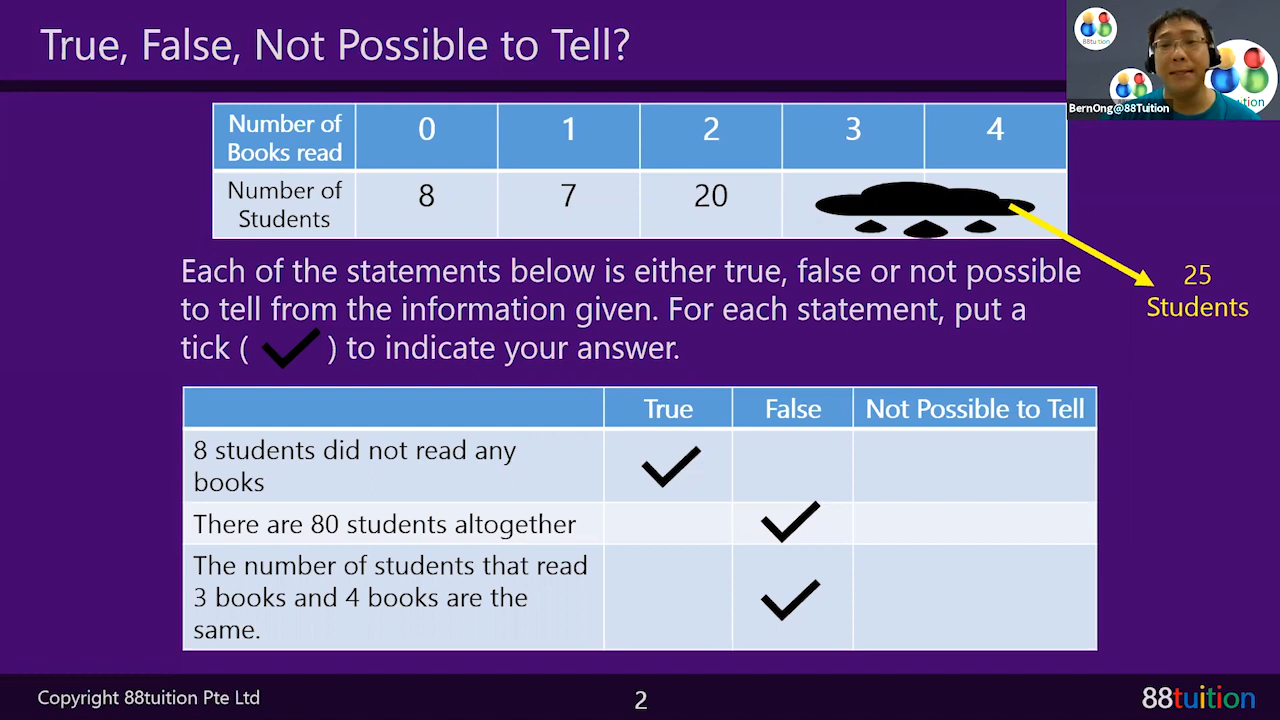 True, False, Not Possible to Tell?
88tuition
tion
BernOng@88Tuition
Number of Books read 0 1 2 3 4
Number of Students 8 7 20
25
Students
Each of the statements below is either true, false or not possible
to tell from the information given. For each statement, put a
tick ( ✓ ) to indicate your answer.
True False Not Possible to Tell
8 students did not read any
books ✓
There are 80 students altogether ✓
The number of students that read
3 books and 4 books are the ✓
same.
Copyright 88tuition Pte Ltd
2
88tuition